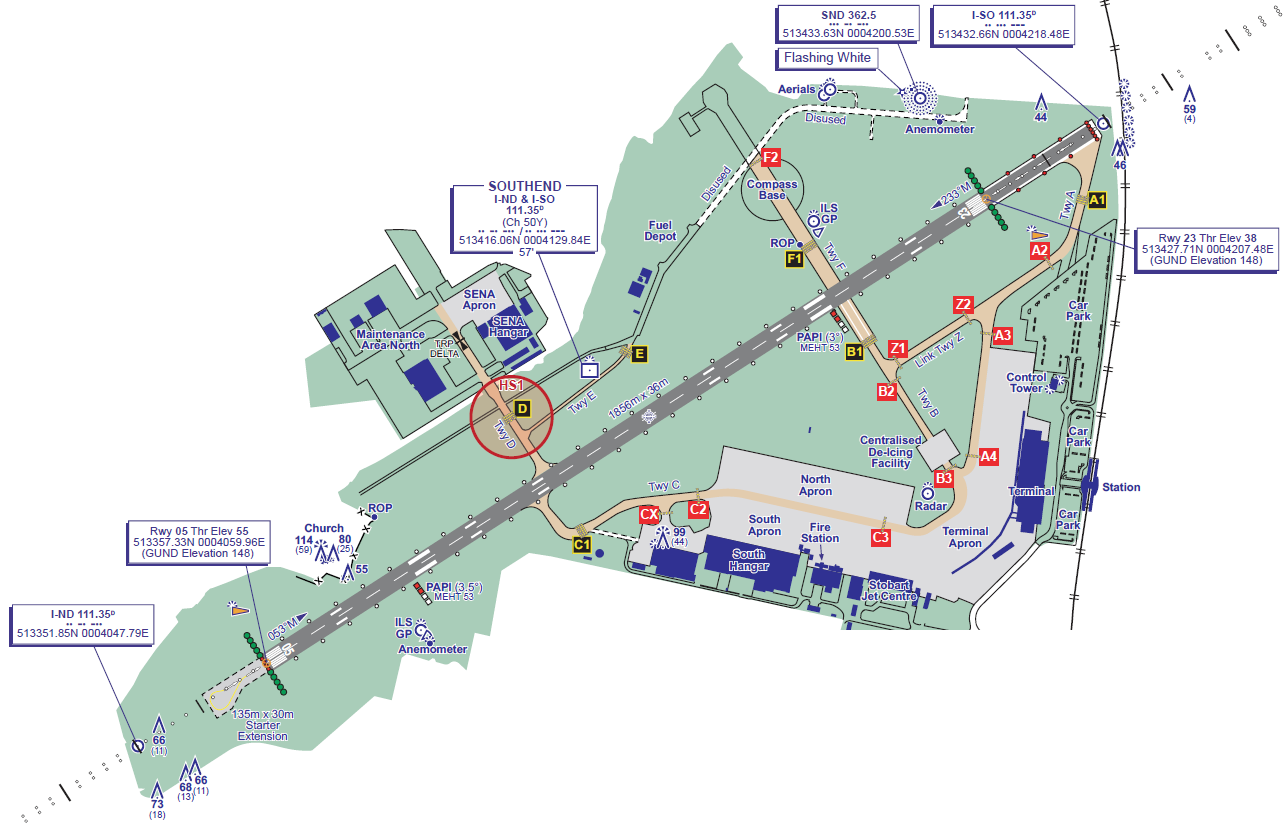 SND 362.5
513433.63N 0004200.53E
I-SO 111.35ᴰ
513432.66N 0004218.48E
Flashing White
Aerials
Disused
Anemometer
44
59
(4)
46
F2
Compass
Base
Disused
SOUTHEND
I-ND & I-SO
111.35ᴰ
(Ch 50Y)
513416.06N 0004129.84E
57'
Fuel
Depot
ILS
GP
ROP
F1
Twy F
233°M
23
Twy A
A1
A2
Rwy 23 Thr Elev 38
513427.71N 0004207.48E
(GUND Elevation 148)
SENA
Apron
SENA
Hangar
Maintenance
Area North
TRP
DELTA
E
PAPI (3°)
MEHT 53
B1
Z1
Z2
Link Twy Z
A3
Car
Park
B2
Twy B
Control
Tower
HS1
D
Twy D
Twy E
1856m x 36m
Centralised
De-Icing
Facility
Car
Park
A4
B3
Radar
Terminal
Station
Car
Park
Terminal
Apron
North
Apron
South
Apron
Fire
Station
C3
Twy C
C2
CX
C1
99
(44)
South
Hangar
Stobart
Jet Centre
ROP
Church
114
(59)
80
(25)
55
Rwy 05 Thr Elev 55
513357.33N 0004059.96E
(GUND Elevation 148)
PAPI (3.5°)
MEHT 53
ILS
GP
Anemometer
I-ND 111.35ᴰ
513351.85N 0004047.79E
053°M
05
135m x 30m
Starter
Extension
66
(11)
68
(13)
66
(11)
73
(18)